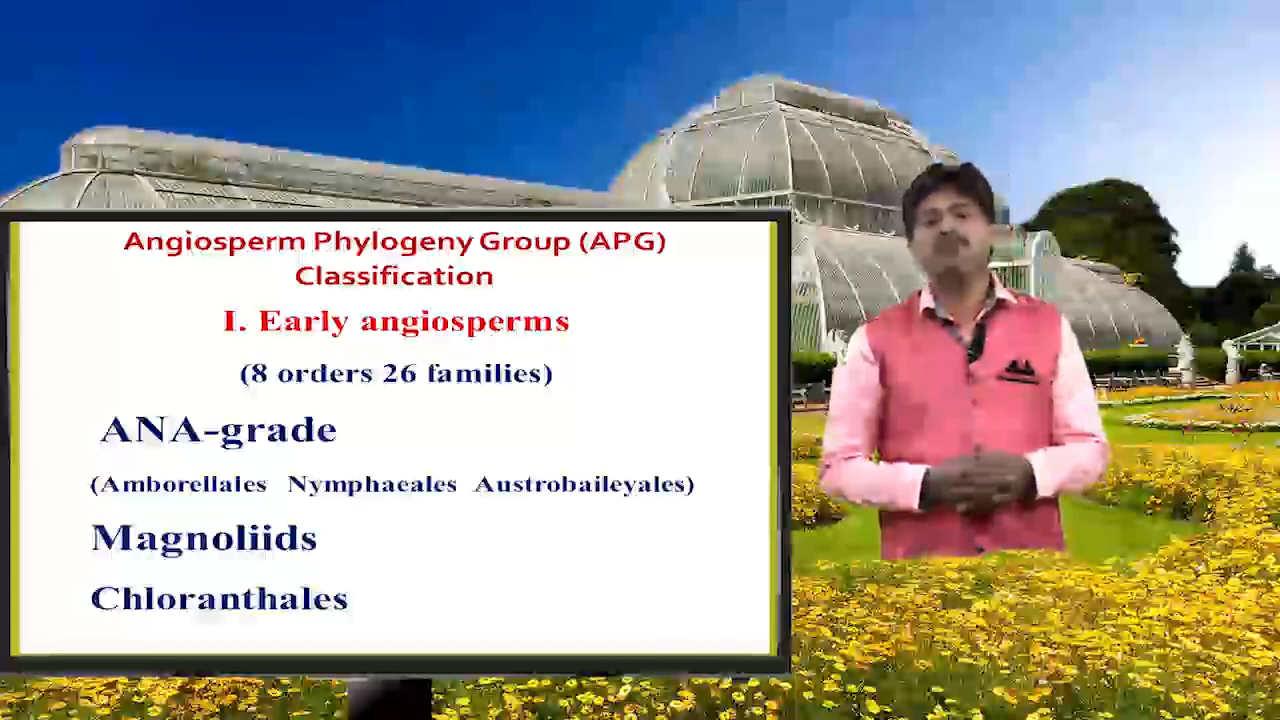 Angiosperm Phylogeny Group (APG)
Classification
I. Early angiosperms
(8 orders 26 families)
ANA-grade
(Amborellales Nymphaeales Austrobaileyales)
Magnoliids
Chloranthales